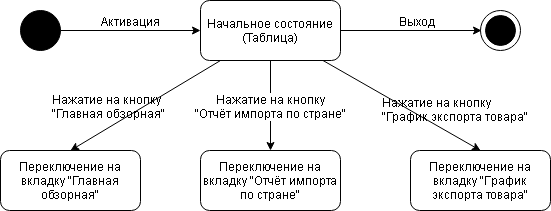 Активация
Начальное состояние
(Таблица)
Выход
Нажатие на кнопку
"Главная обзорная"
Нажатие на кнопку
"Отчёт импорта по стране"
Нажатие на кнопку
"График экспорта товара"
Переключение на
вкладку "Главная
обзорная"
Переключение на
вкладку "Отчёт импорта
по стране"
Переключение на
вкладку "График
экспорта товара"